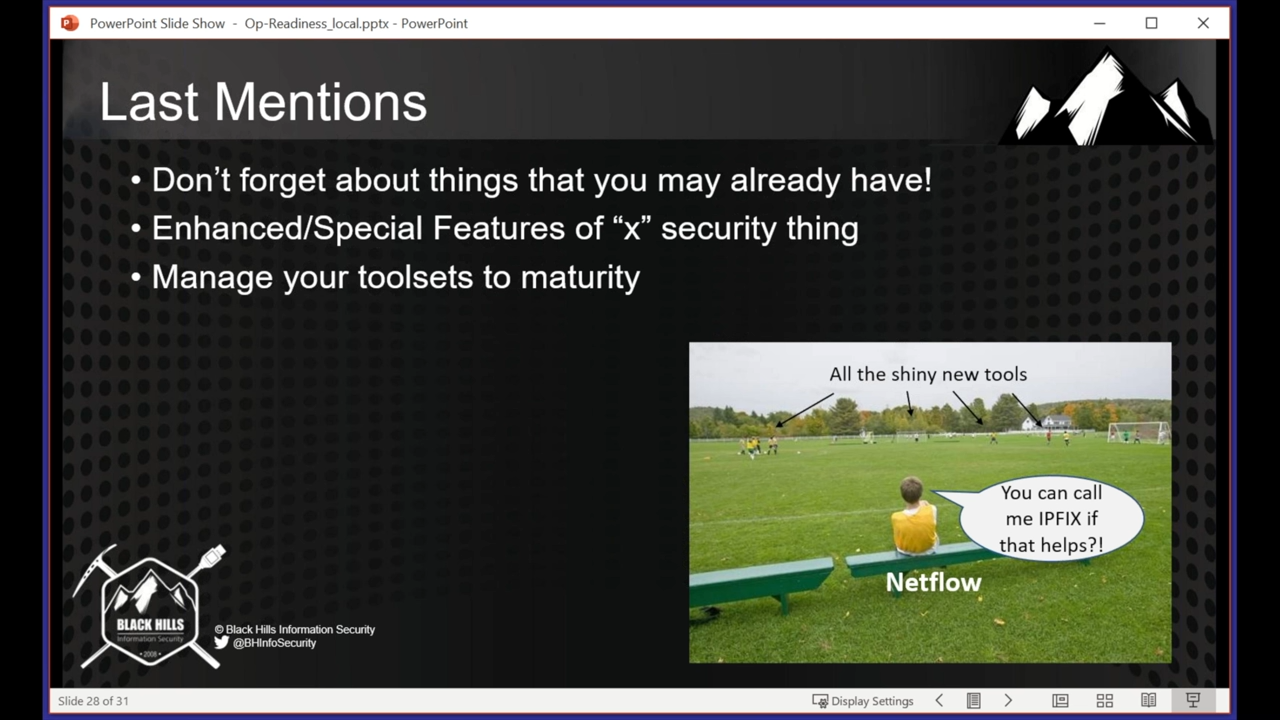 PowerPoint Slide Show - Op-Readiness_local.pptx - PowerPoint
Last Mentions
• Don’t forget about things that you may already have!
• Enhanced/Special Features of “x” security thing
• Manage your toolsets to maturity
All the shiny new tools
You can call
me IPFIX if
that helps?!
Netflow
BLACK HILLS
Information Security
• 2008 •
© Black Hills Information Security
@BHInfoSecurity
Slide 28 of 31
Display Settings